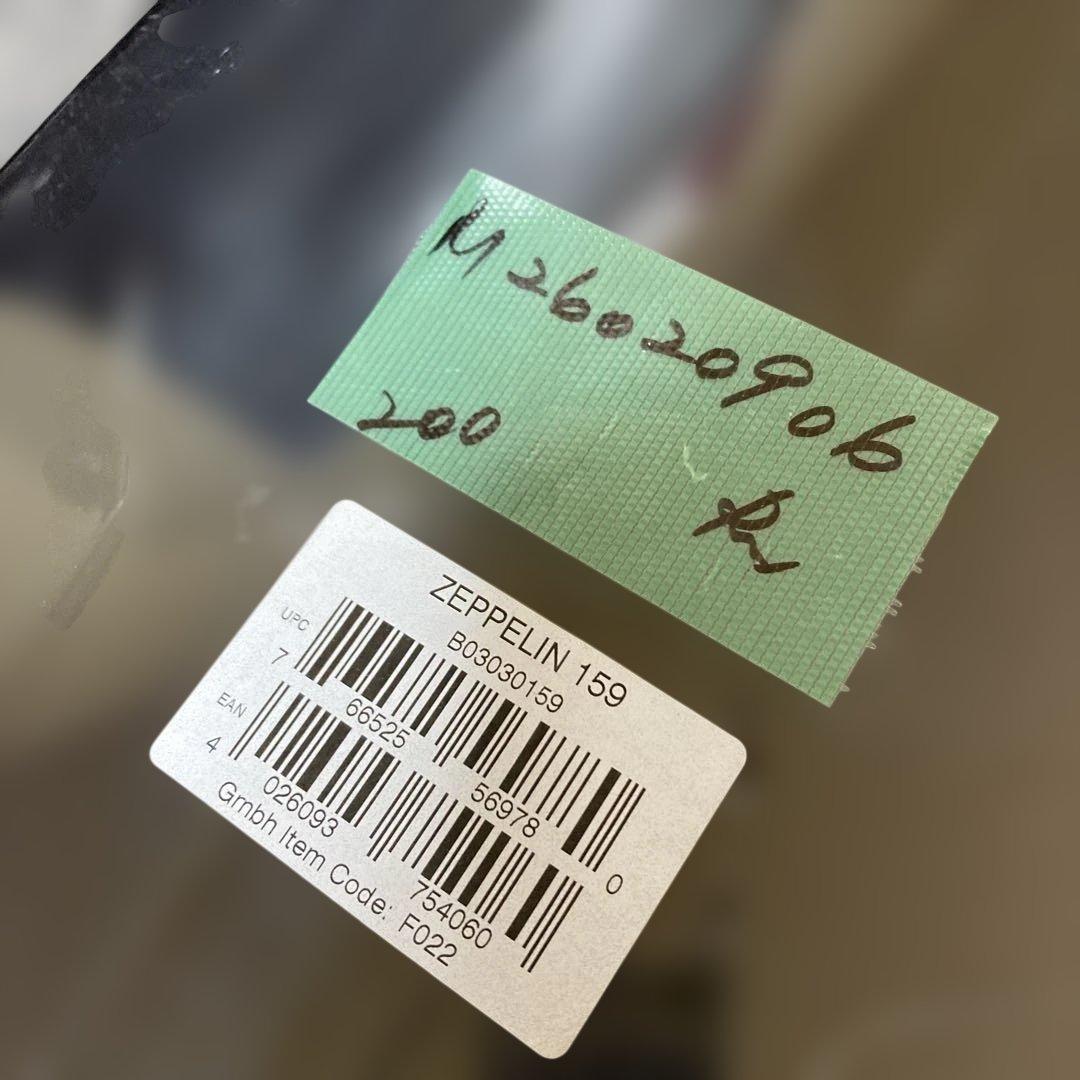 M26020906
200
ZEPPELIN 159
B03030159
UPC
7 66525 56978 0
EAN
4 026093 754060
Gmbh Item Code: F022